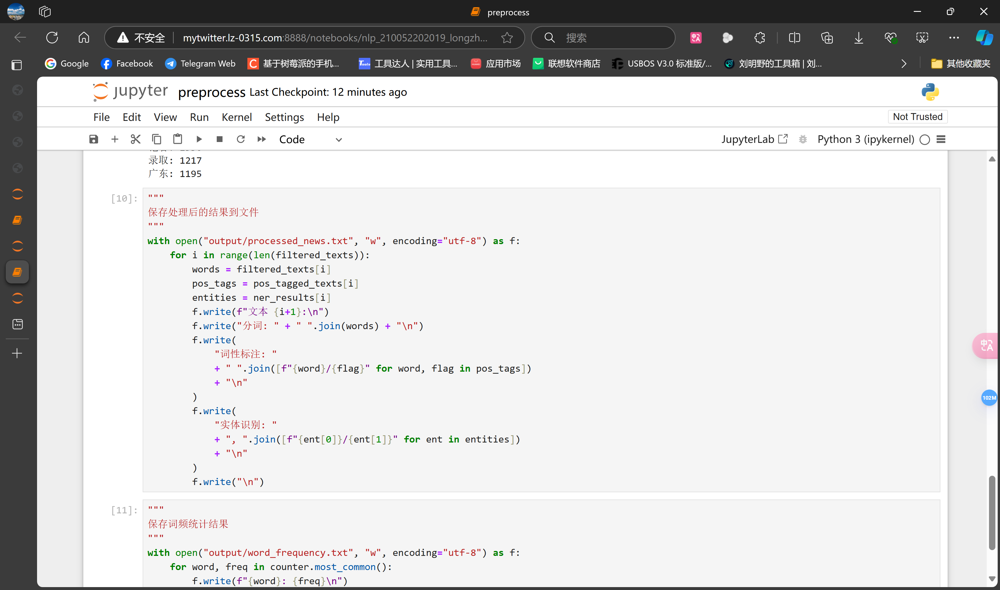 preprocess
不安全
mytwitter.lz-0315.com:8888/notebooks/nlp_210052202019_longzh...
搜索
Google
Facebook
Telegram Web
基于树莓派的手机...
工具达人 | 实用工具...
应用市场
联想软件商店
USBOS V3.0 标准版/...
刘明野的工具箱 | 刘...
其他收藏夹
jupyter preprocess Last Checkpoint: 12 minutes ago
File Edit View Run Kernel Settings Help
Not Trusted
Code
JupyterLab
Python 3 (ipykernel)
录取: 1217
广东: 1195
[10]:
"""
保存处理后的结果到文件
"""
with open("output/processed_news.txt", "w", encoding="utf-8") as f:
    for i in range(len(filtered_texts)):
        words = filtered_texts[i]
        pos_tags = pos_tagged_texts[i]
        entities = ner_results[i]
        f.write(f"文本 {i+1}:\n")
        f.write("分词: " + " ".join(words) + "\n")
        f.write(
            "词性标注: "
            + " ".join([f"{word}/{flag}" for word, flag in pos_tags])
            + "\n"
        )
        f.write(
            "实体识别: "
            + ", ".join([f"{ent[0]}/{ent[1]}" for ent in entities])
            + "\n"
        )
        f.write("\n")
[11]:
"""
保存词频统计结果
"""
with open("output/word_frequency.txt", "w", encoding="utf-8") as f:
    for word, freq in counter.most_common():
        f.write(f"{word}: {freq}\n")
102M